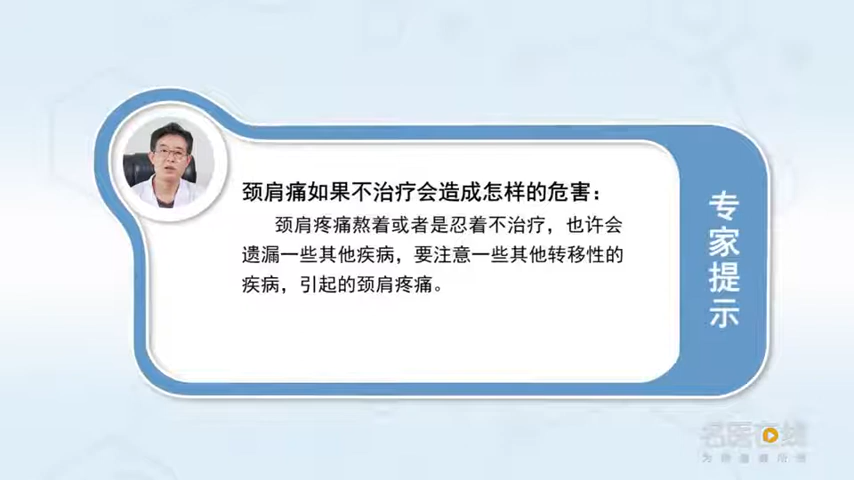 颈肩痛如果不治疗会造成怎样的危害：
颈肩疼痛熬着或者是忍着不治疗，也许会
遗漏一些其他疾病，要注意一些其他转移性的
疾病，引起的颈肩疼痛。
专家提示
名医在线